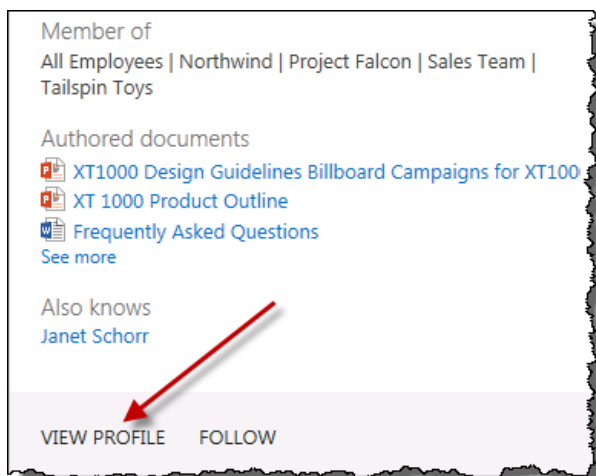 Member of
All Employees | Northwind | Project Falcon | Sales Team |
Tailspin Toys
Authored documents
XT1000 Design Guidelines Billboard Campaigns for XT100
XT 1000 Product Outline
Frequently Asked Questions
See more
Also knows
Janet Schorr
VIEW PROFILE FOLLOW